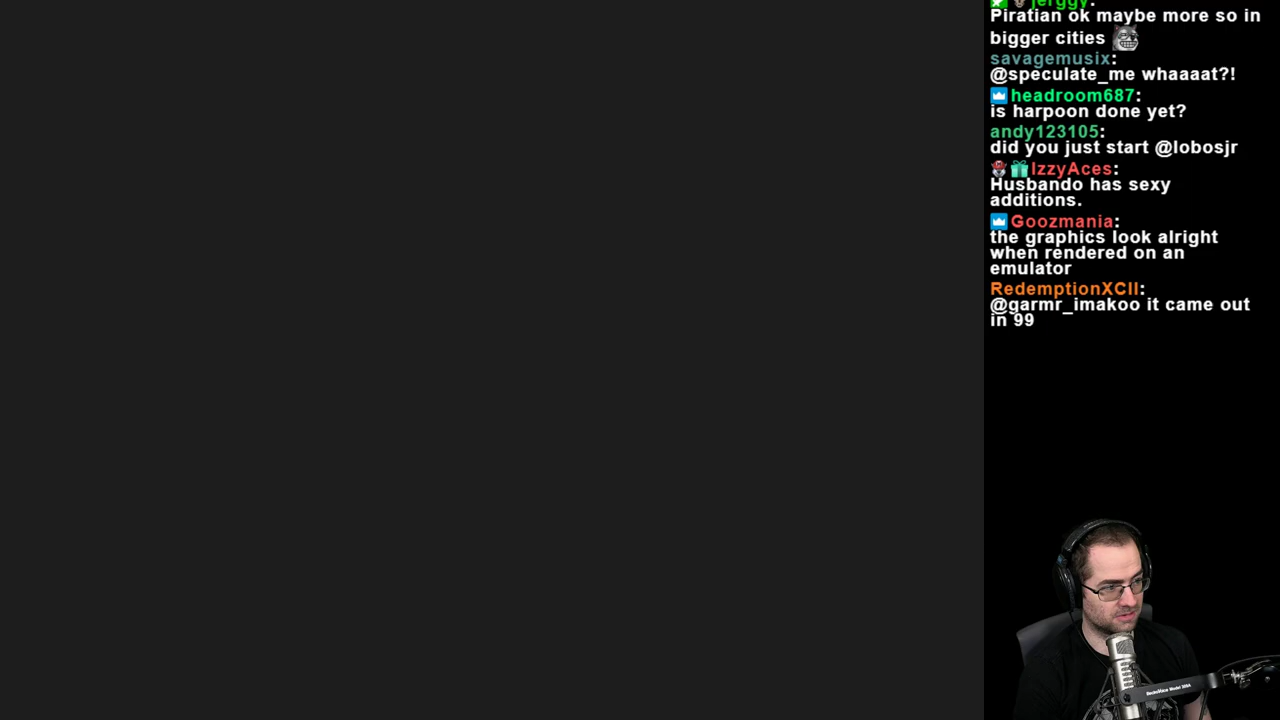 jerggy:
Piratian ok maybe more so in
bigger cities
savagemusix:
@speculate_me whaaaat?!
headroom687:
is harpoon done yet?
andy123105:
did you just start @lobosjr
IzzyAces:
Husbando has sexy
additions.
Goozmania:
the graphics look alright
when rendered on an
emulator
RedemptionXCII:
@garmr_imakoo it came out
in 99